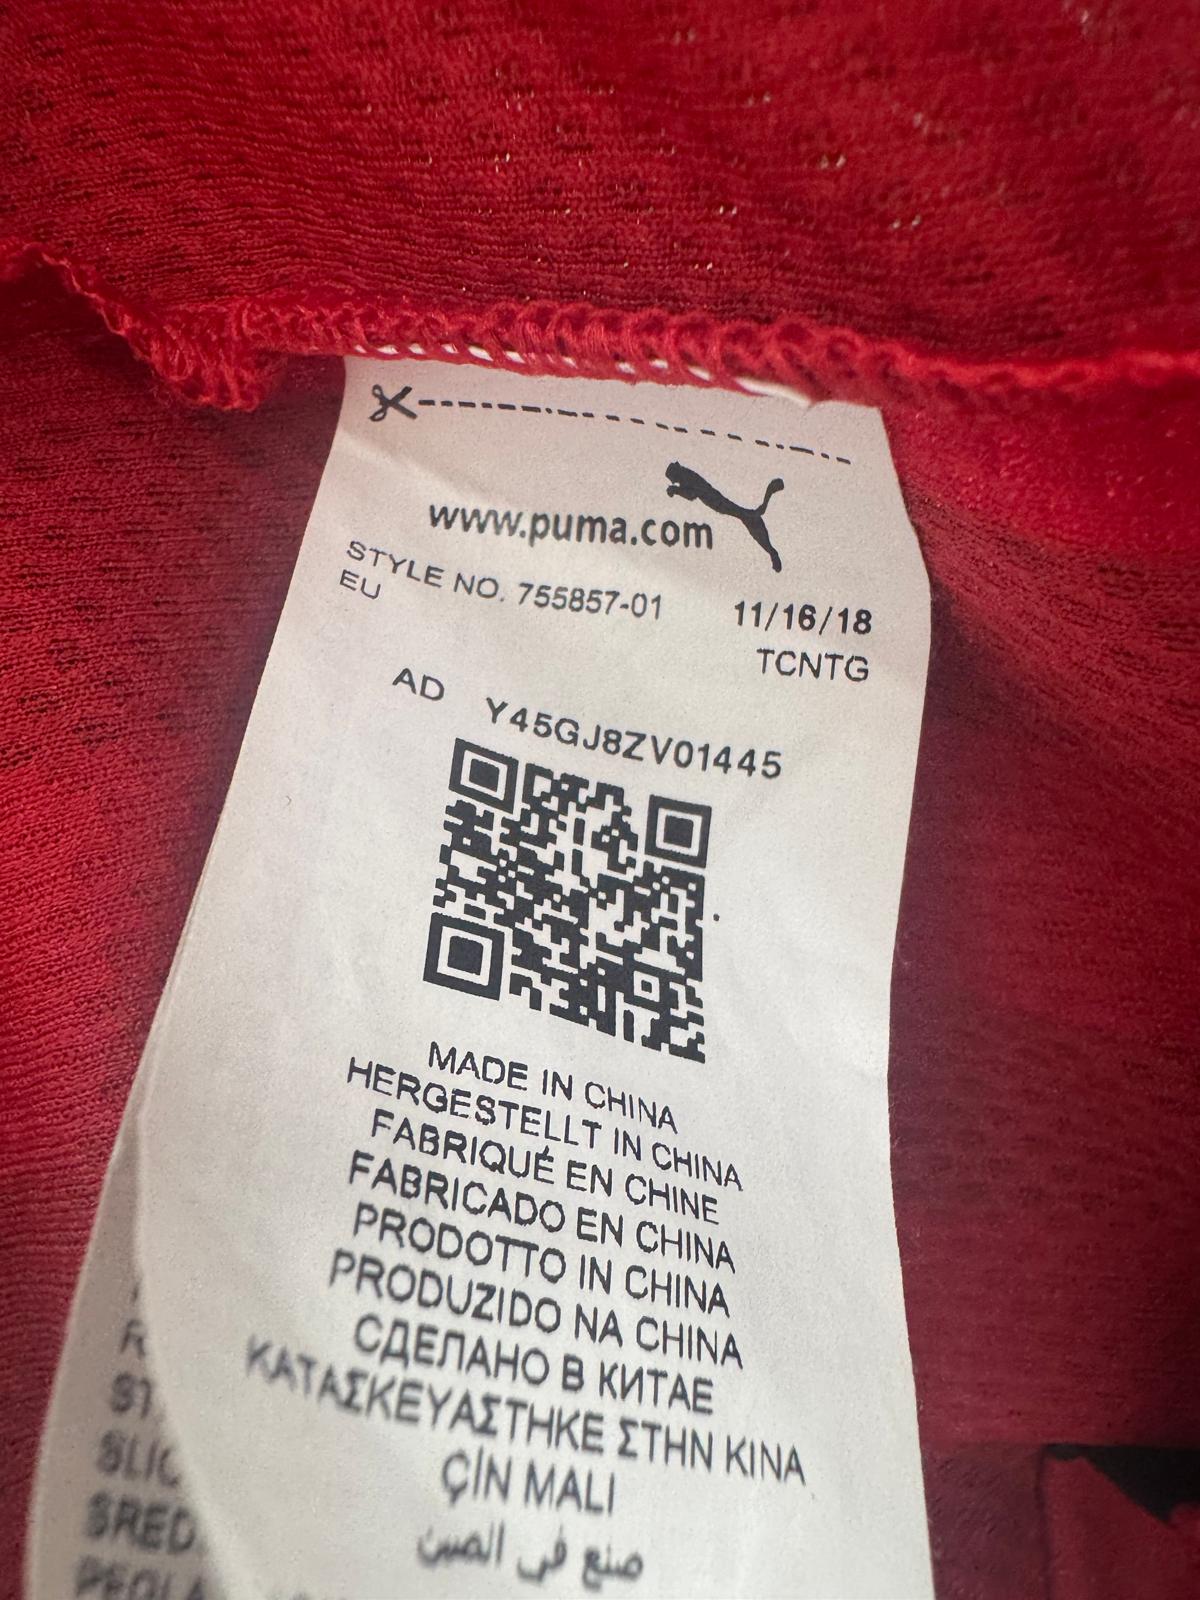 www.puma.com
STYLE NO. 755857-01 11/16/18
EU TCNTG
AD Y45GJ8ZV01445
MADE IN CHINA
HERGESTELLT IN CHINA
FABRIQUÉ EN CHINE
FABRICADO EN CHINA
PRODOTTO IN CHINA
PRODUZIDO NA CHINA
СДЕЛАНО В КИТАЕ
ΚΑΤΑΣΚΕΥΑΣΤΗΚΕ ΣΤΗΝ ΚΙΝΑ
ÇİN MALI
صنع في الصين